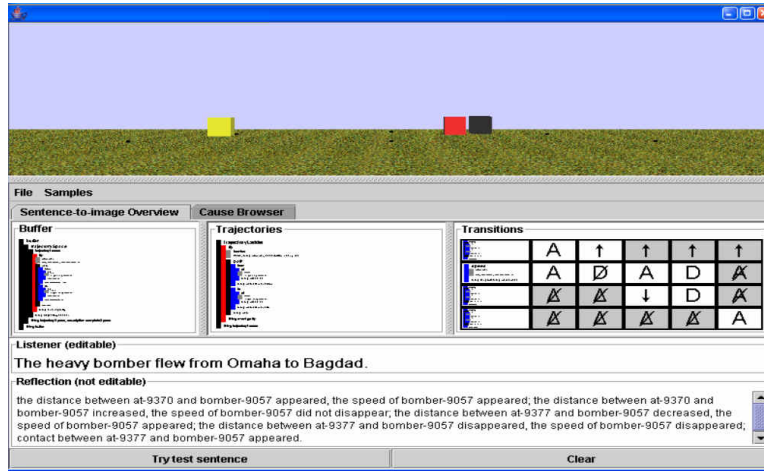 File Samples
Sentence-to-image Overview Cause Browser
Buffer
Trajectories
Transitions
A ↑ ↑ ↑ ↑
A D̸ A D A̸
A̸ A̸ ↓ D A̸
A̸ A̸ A̸ A̸ A
Listener (editable)
The heavy bomber flew from Omaha to Bagdad.
Reflection (not editable)
the distance between at-9370 and bomber-9057 appeared, the speed of bomber-9057 appeared; the distance between at-9370 and
bomber-9057 increased, the speed of bomber-9057 did not disappear; the distance between at-9377 and bomber-9057 decreased, the
speed of bomber-9057 appeared; the distance between at-9377 and bomber-9057 disappeared, the speed of bomber-9057 disappeared;
contact between at-9377 and bomber-9057 appeared.
Try test sentence Clear